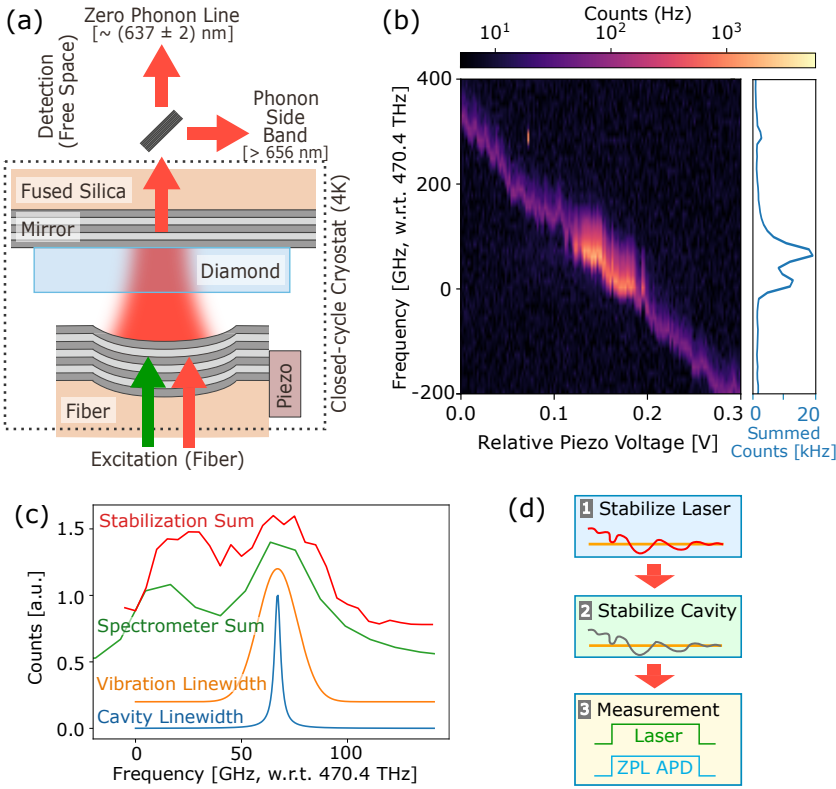 (a)
Zero Phonon Line
[~ (637 ± 2) nm]
Detection
(Free Space)
Phonon
Side
Band
[> 656 nm]
Fused Silica
Mirror
Diamond
Closed-cycle Cryostat (4K)
Fiber
Piezo
Excitation (Fiber)
(b)
Counts (Hz)
10¹
10²
10³
400
200
0
-200
Frequency [GHz, w.r.t. 470.4 THz]
0.0
0.1
0.2
0.3
Relative Piezo Voltage [V]
0
20
Summed
Counts [kHz]
(c)
1.5
1.0
0.5
0.0
Counts [a.u.]
Stabilization Sum
Spectrometer Sum
Vibration Linewidth
Cavity Linewidth
0
50
100
Frequency [GHz, w.r.t. 470.4 THz]
(d)
1 Stabilize Laser
2 Stabilize Cavity
3 Measurement
Laser
ZPL APD